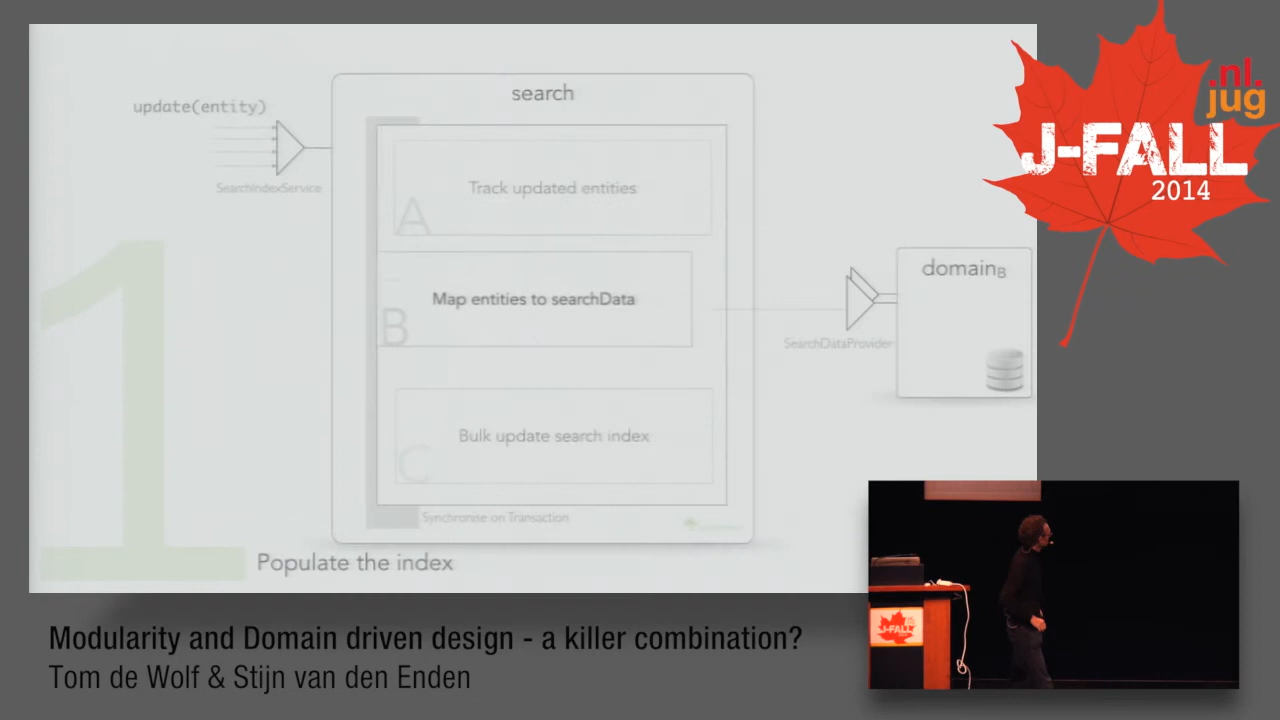 search
update(entity)
SearchIndexService
Track updated entities
A
Map entities to searchData
B
Bulk update search index
C
Synchronise on Transaction
domainB
SearchDataProvider
1
Populate the index
.nl.
jug
J-FALL
2014
J-FALL
Modularity and Domain driven design - a killer combination?
Tom de Wolf & Stijn van den Enden